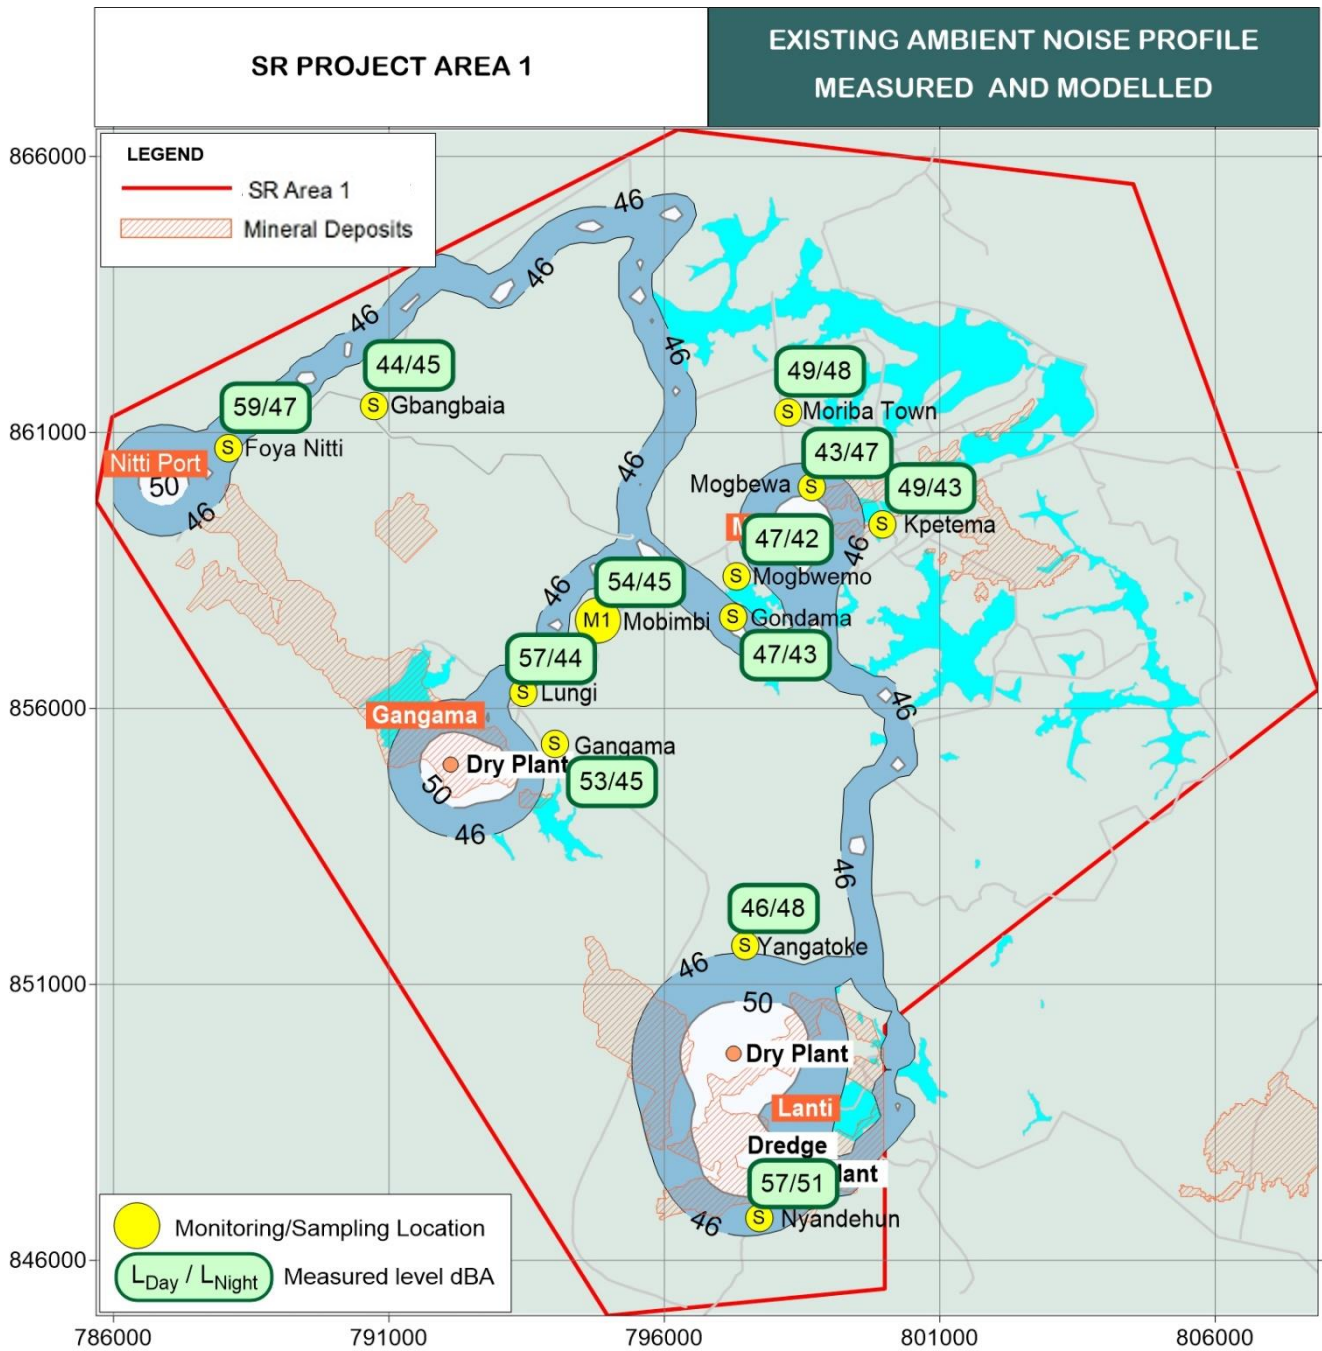 SR PROJECT AREA 1
EXISTING AMBIENT NOISE PROFILE
MEASURED AND MODELLED
LEGEND
SR Area 1
Mineral Deposits
866000
861000
856000
851000
846000
786000
791000
796000
801000
806000
46
46
46
46
46
44/45
S Gbangbaia
59/47
S Foya Nitti
Nitti Port
50
46
49/48
S Moriba Town
43/47
Mogbewa S
49/43
S Kpetema
M
47/42
46
S Mogbwemo
46
46
54/45
M1 Mobimbi
S Gondama
47/43
57/44
S Lungi
46
Gangama
S Gangama
Dry Plant
53/45
50
46
46
46/48
S Yangatoke
46
50
Dry Plant
Lanti
Dredge
lant
57/51
46
S Nyandehun
Monitoring/Sampling Location
LDay / LNight Measured level dBA